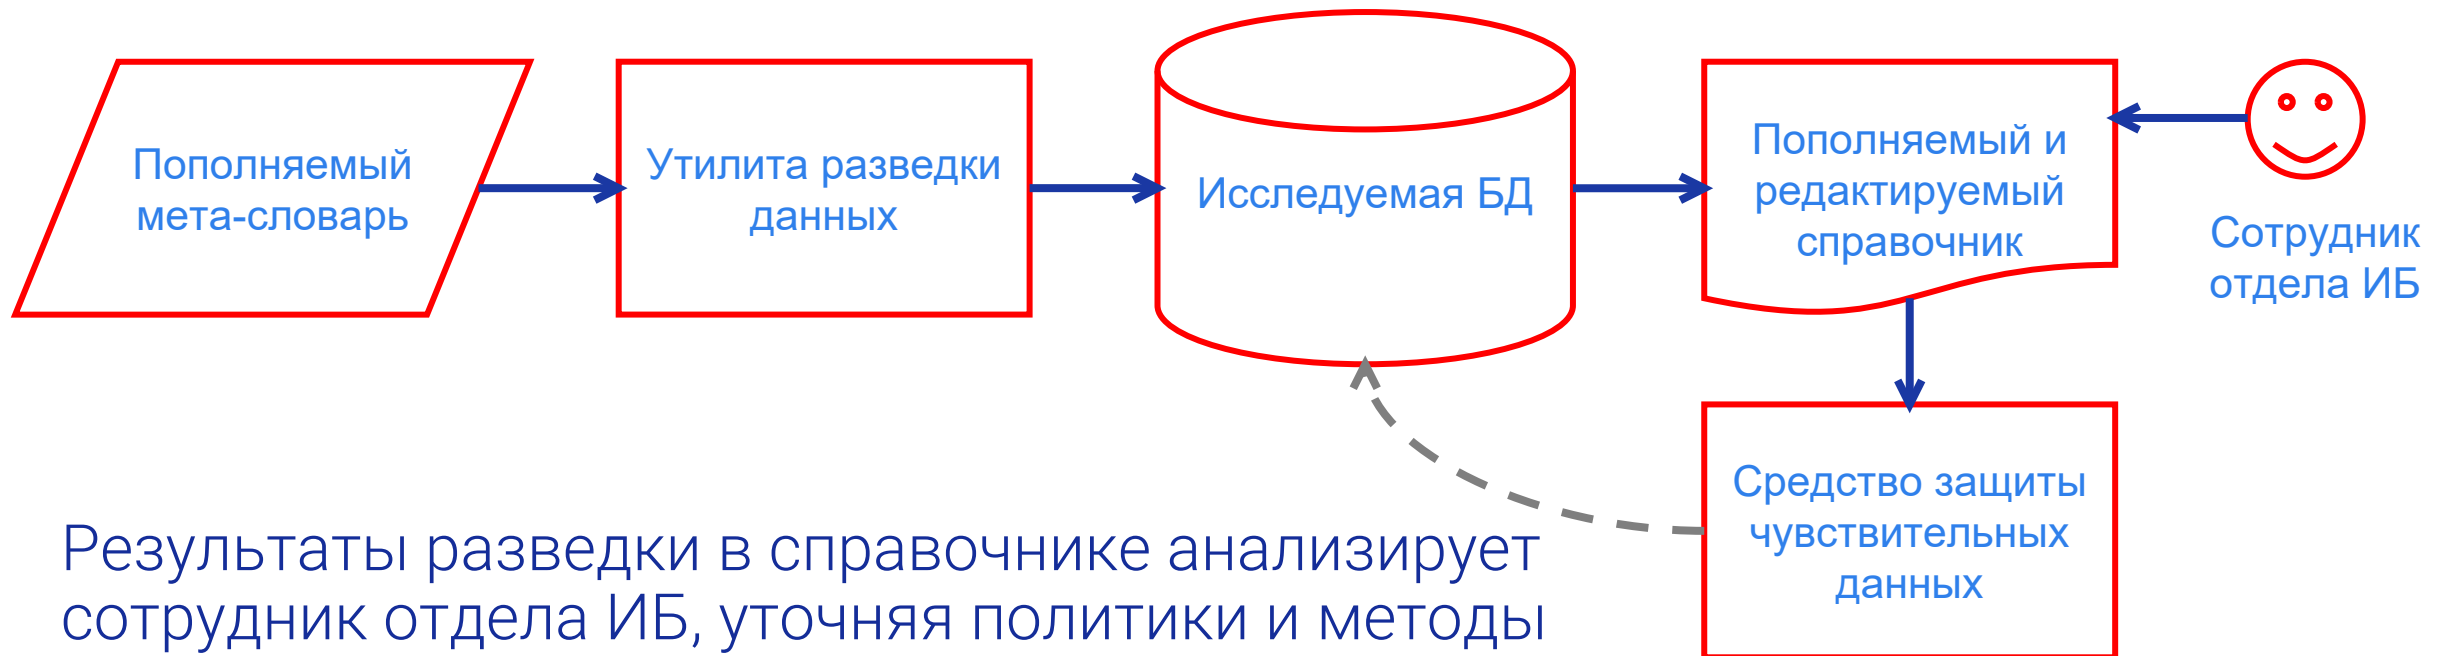 Пополняемый
мета-словарь
Утилита разведки
данных
Исследуемая БД
Пополняемый и
редактируемый
справочник
Сотрудник
отдела ИБ
Средство защиты
чувствительных
данных
Результаты разведки в справочнике анализирует
сотрудник отдела ИБ, уточняя политики и методы